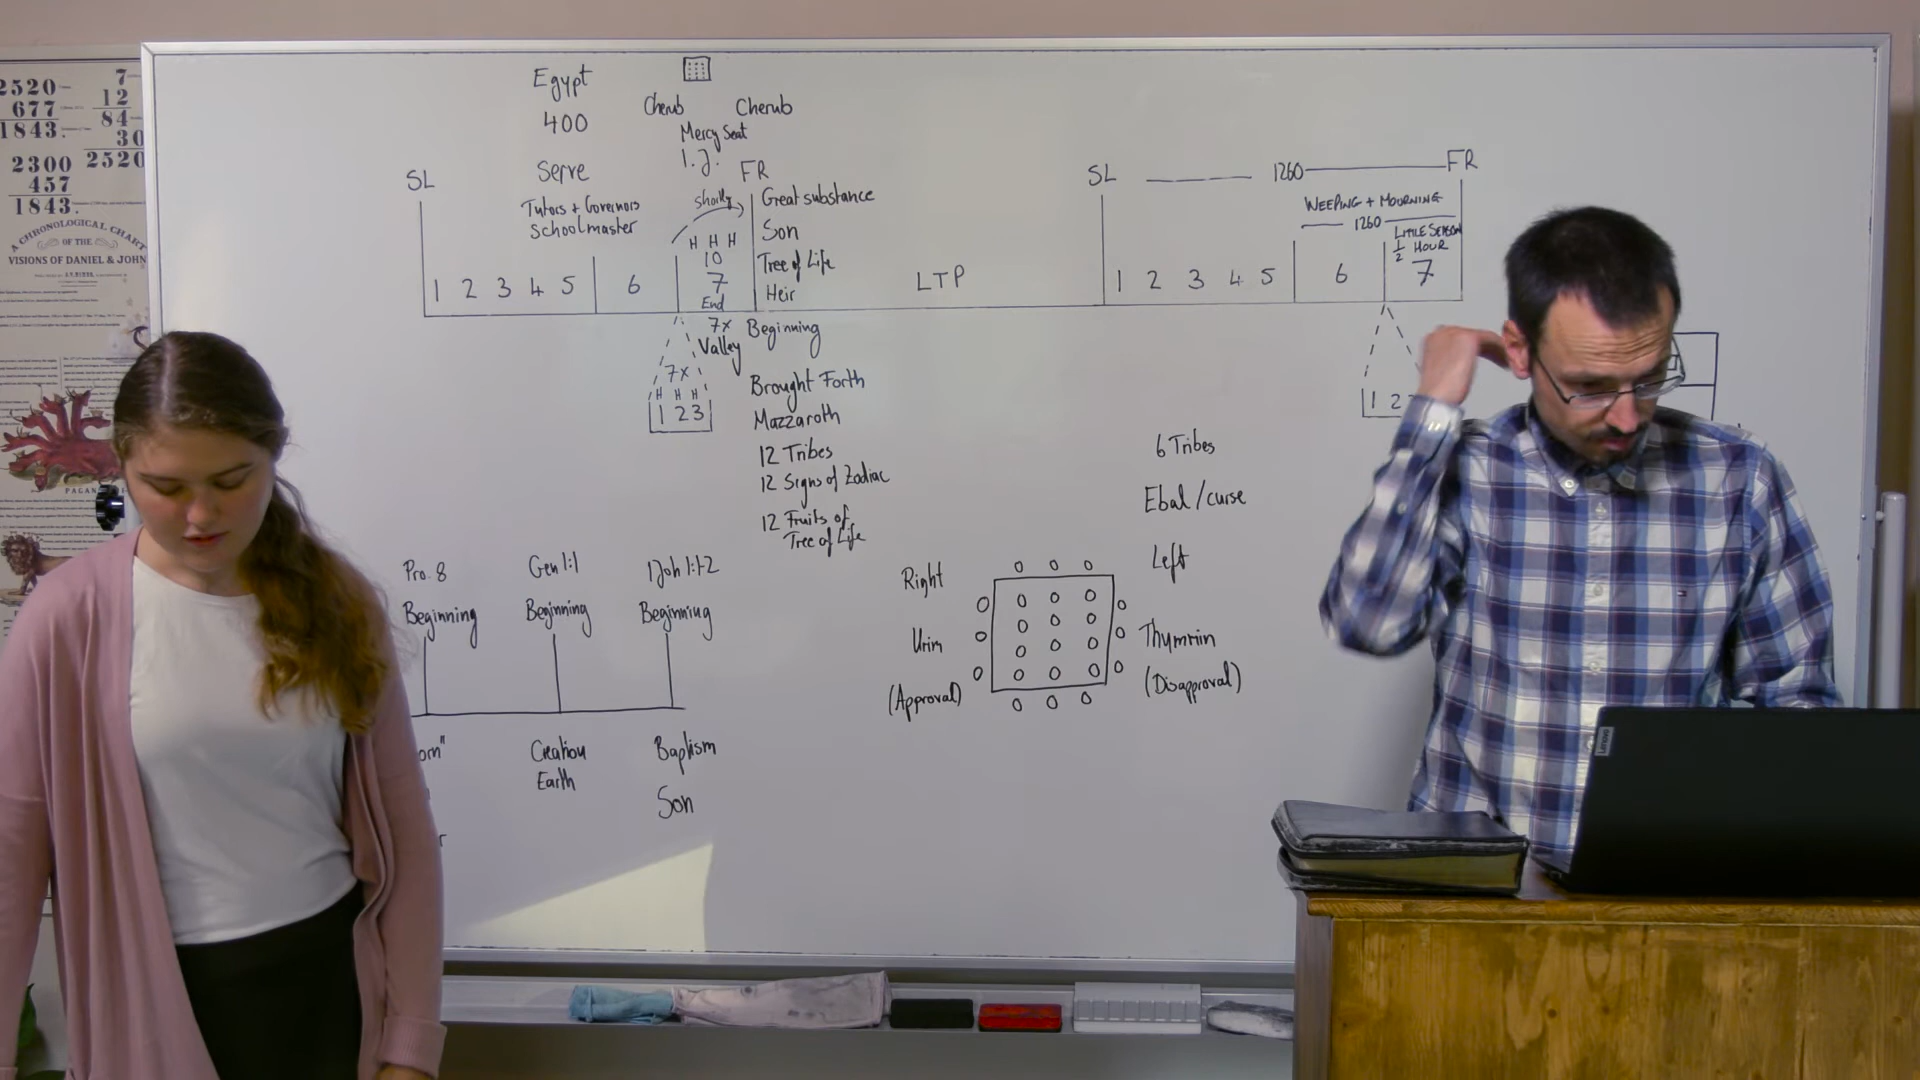 2520
677
1843.
2300
457
1843.
7
12
84
30
2520
A CHRONOLOGICAL CHART
OF THE
VISIONS OF DANIEL & JOHN
PAGAN
Egypt
400
Serve
Tutors + Governors
Schoolmaster
Cherub Cherub
Mercy Seat
I.J.
SL
FR
shortly
Great substance
Son
Tree of Life
Heir
H H H
10
1 2 3 4 5 6 7
End
7x Beginning
Valley
7x
H H H
1 2 3
Brought Forth
Mazzaroth
12 Tribes
12 Signs of Zodiac
12 Fruits of
Tree of Life
LTP
SL 1260 FR
WEEPING + MOURNING
1260
LITTLE SEASON
1/2 HOUR
1 2 3 4 5 6 7
1 2
6 Tribes
Ebal/curse
Left
Thummin
(Disapproval)
Right
Urim
(Approval)
Pro. 8 Gen 1:1 1Joh 1:1-2
Beginning Beginning Beginning
orn"
Creation
Earth
Baptism
Son
r
Lenovo